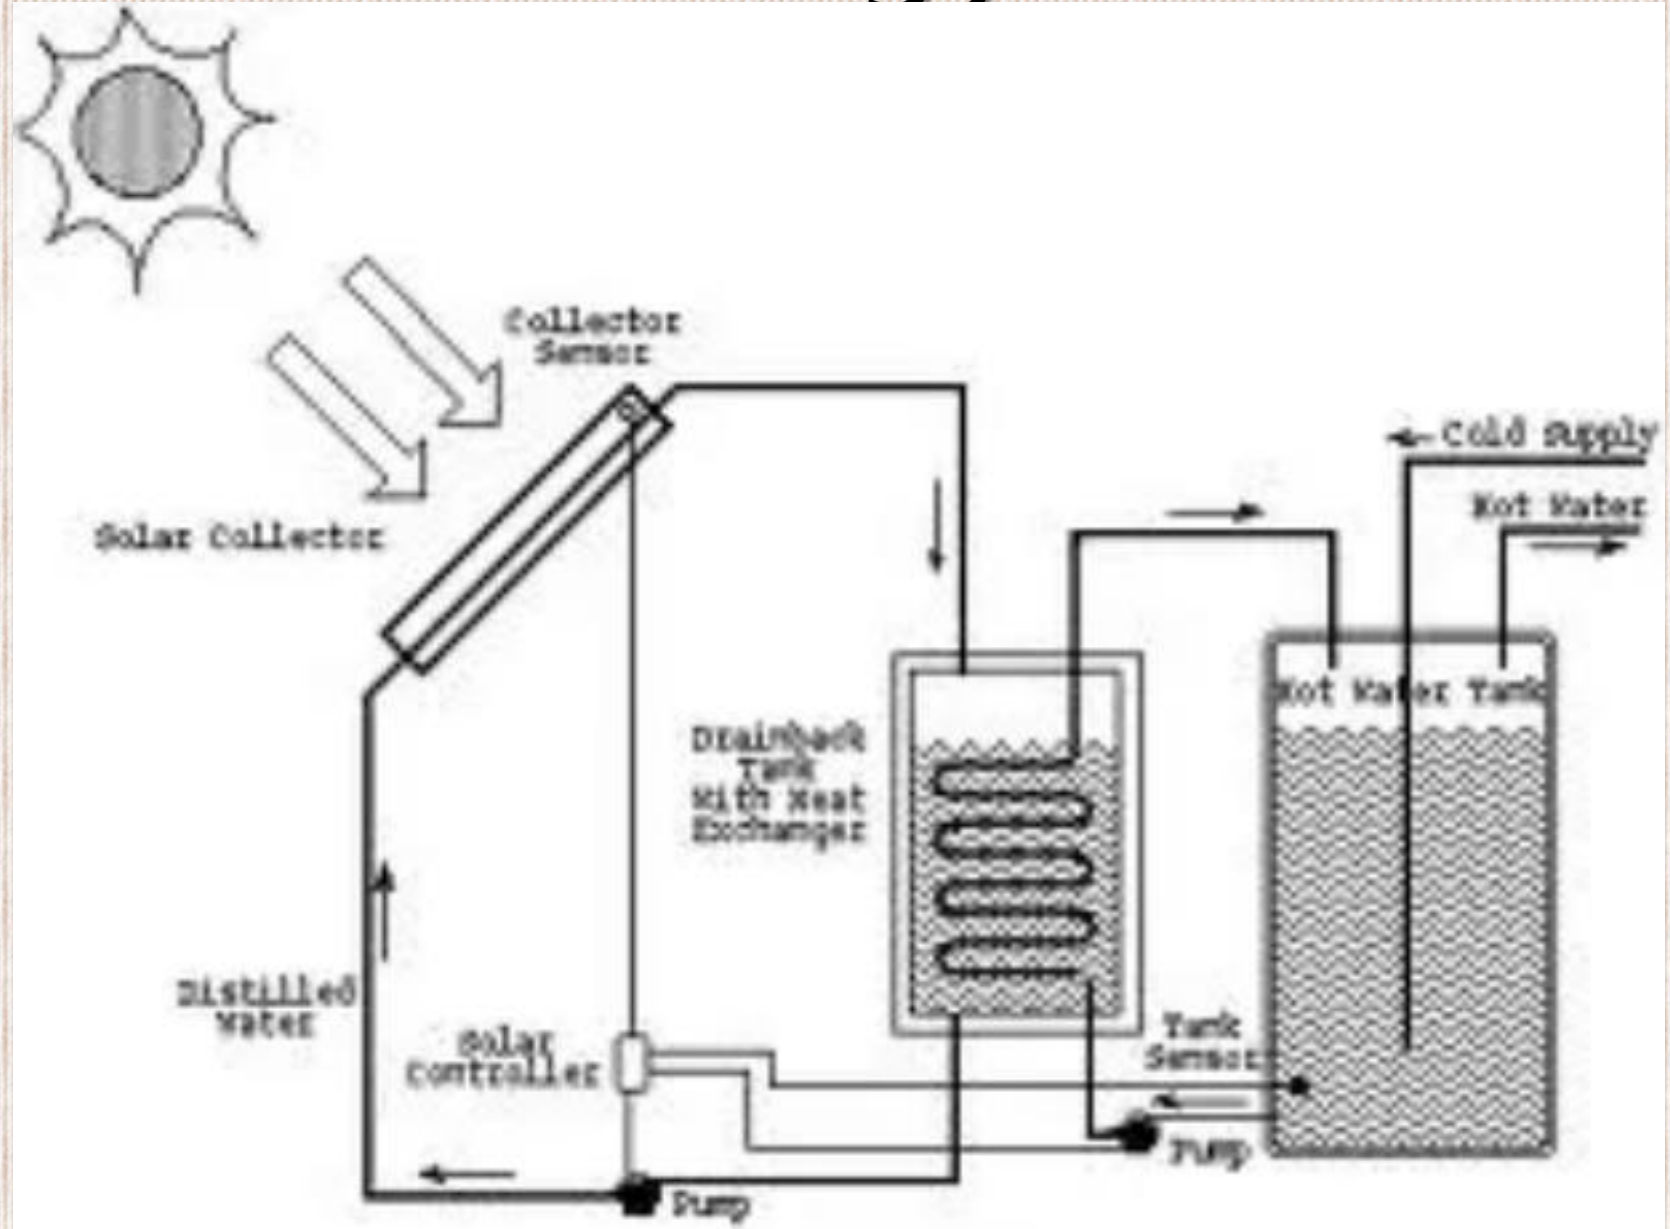 Collector
Sensor
Solar Collector
Cold Supply
Hot Water
Hot Water Tank
Drainback
Tank
With Heat
Exchanger
Distilled
Water
Solar
Controller
Tank
Sensor
Pump
Pump